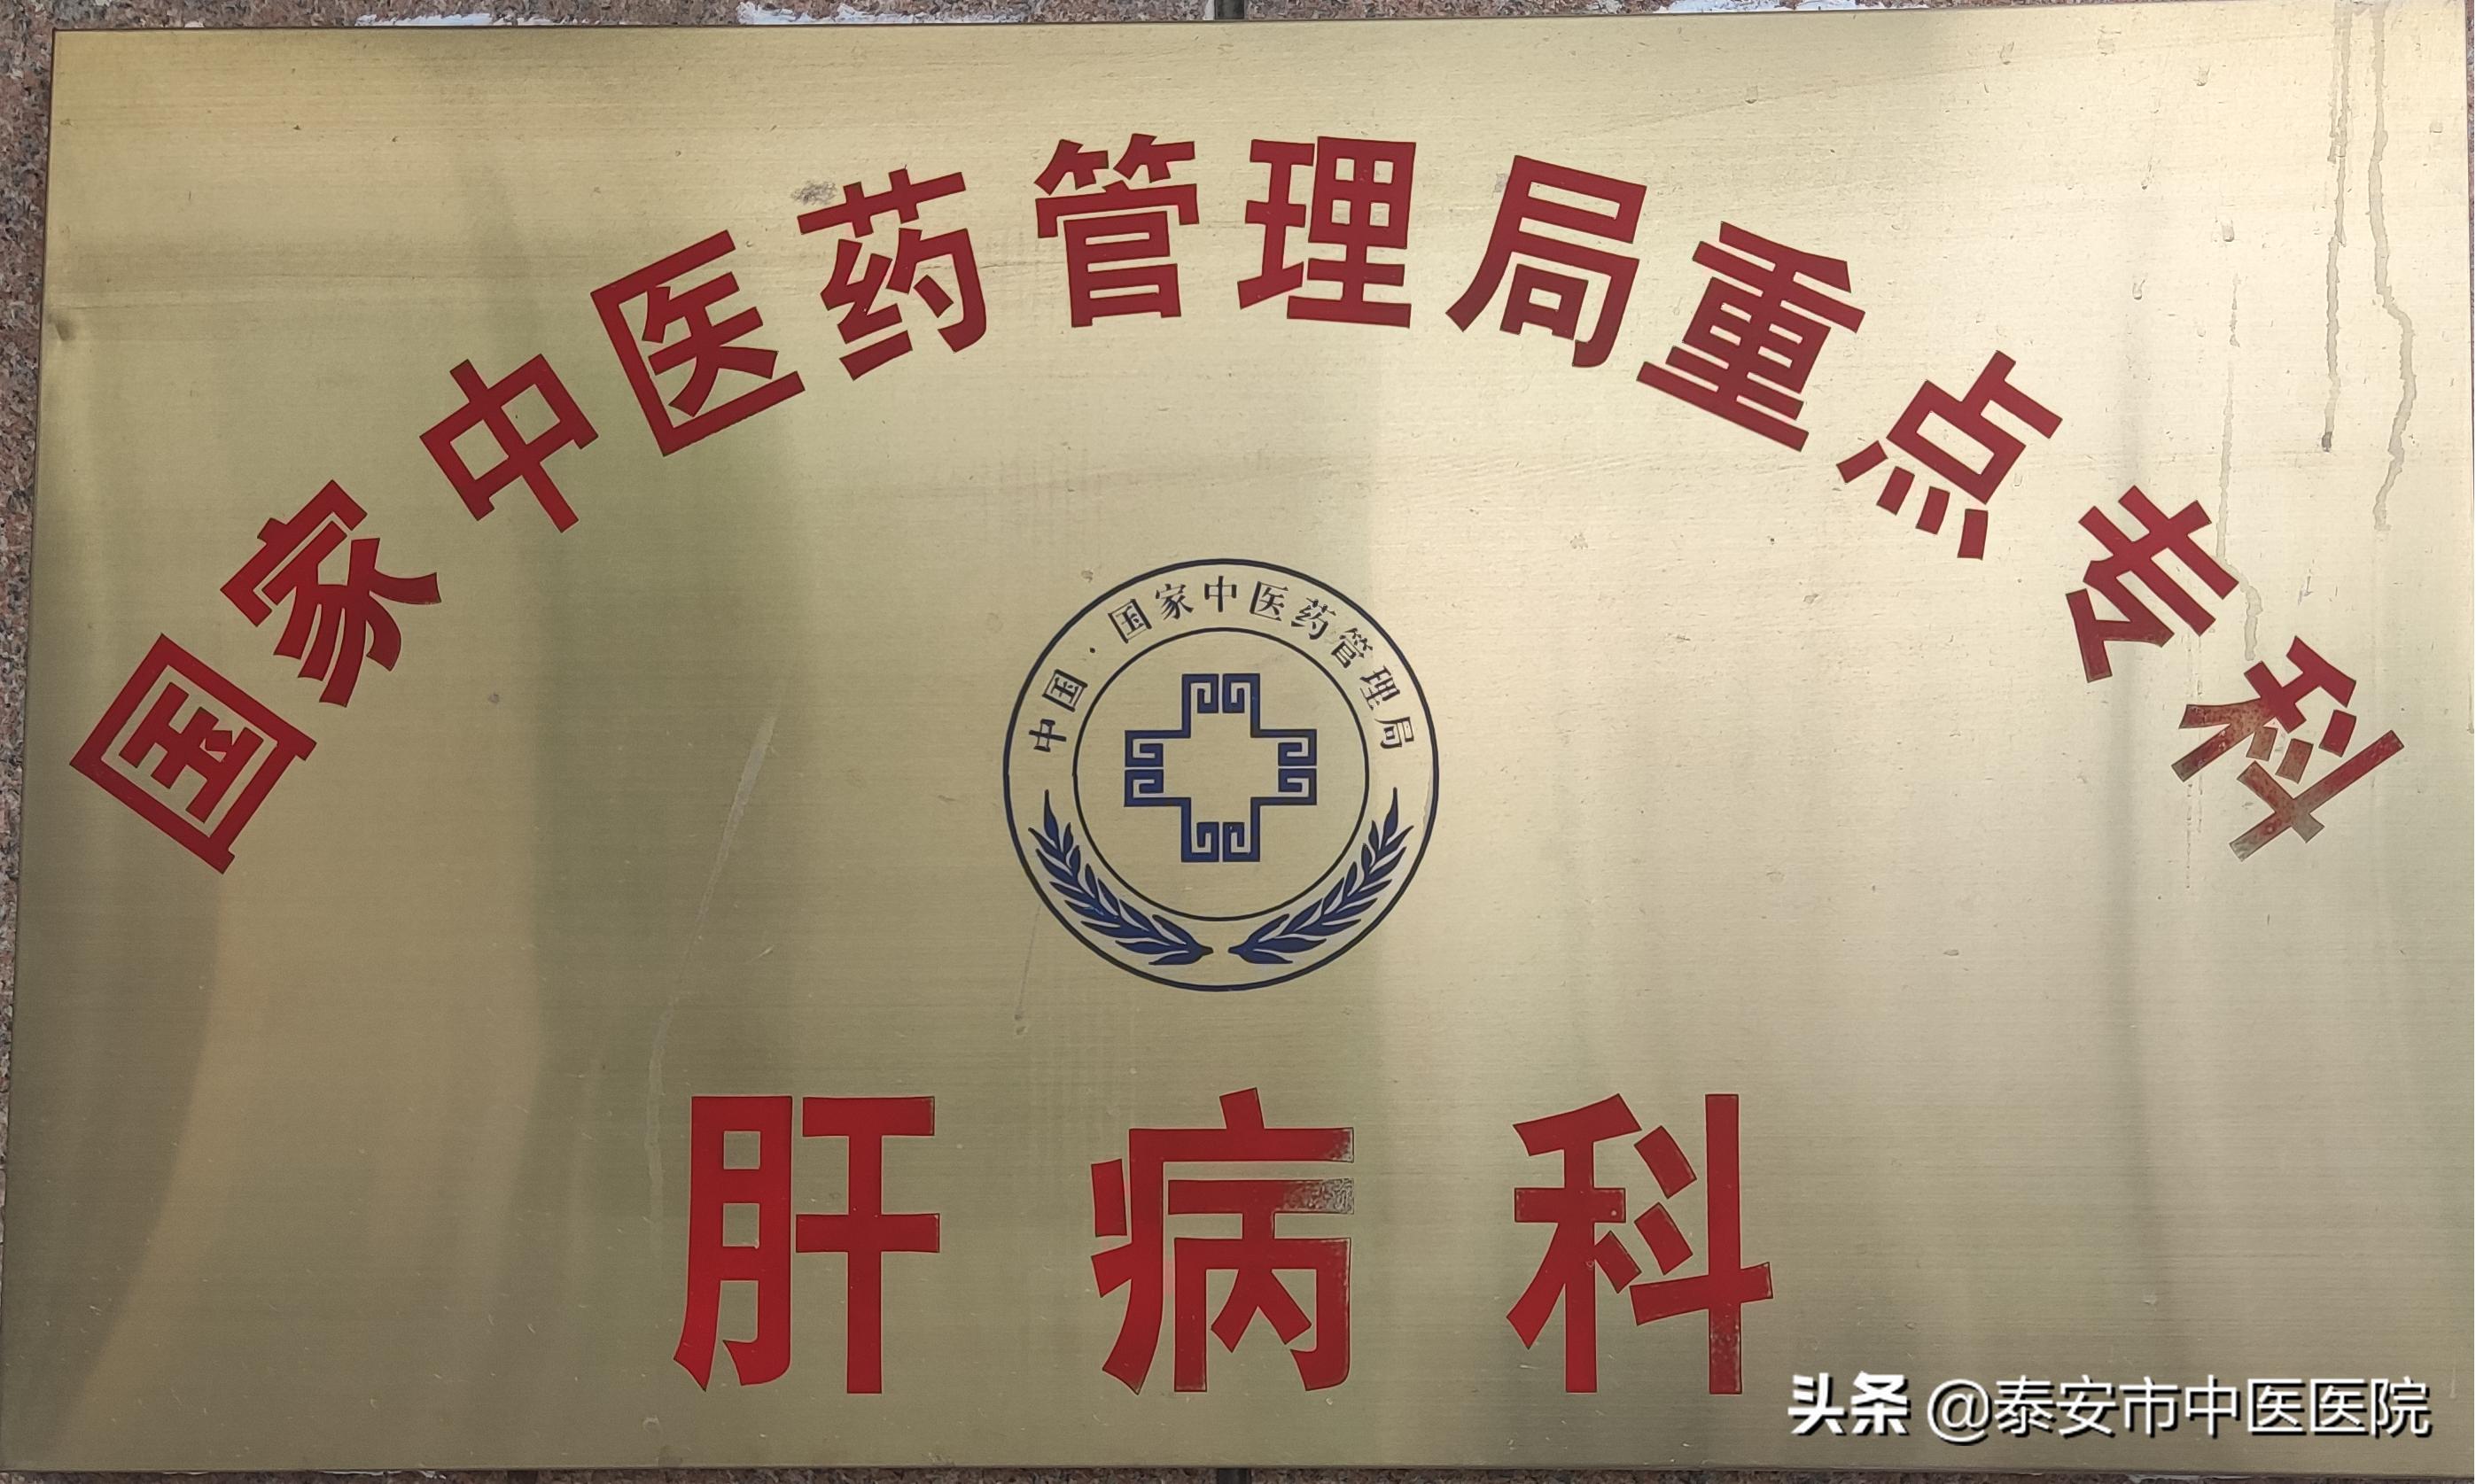 国家中医药管理局重点专科
中国·国家中医药管理局
肝病科
头条 @泰安市中医医院